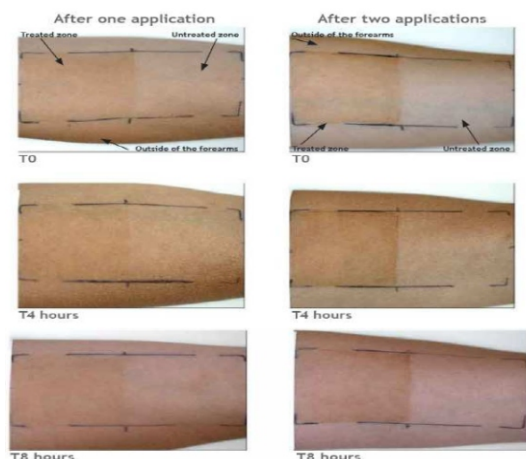 After one application
After two applications
Treated zone
Untreated zone
Outside of the forearms
T0
Outside of the forearms
Treated zone
Untreated zone
T0
T4 hours
T4 hours
T8 hours
T8 hours